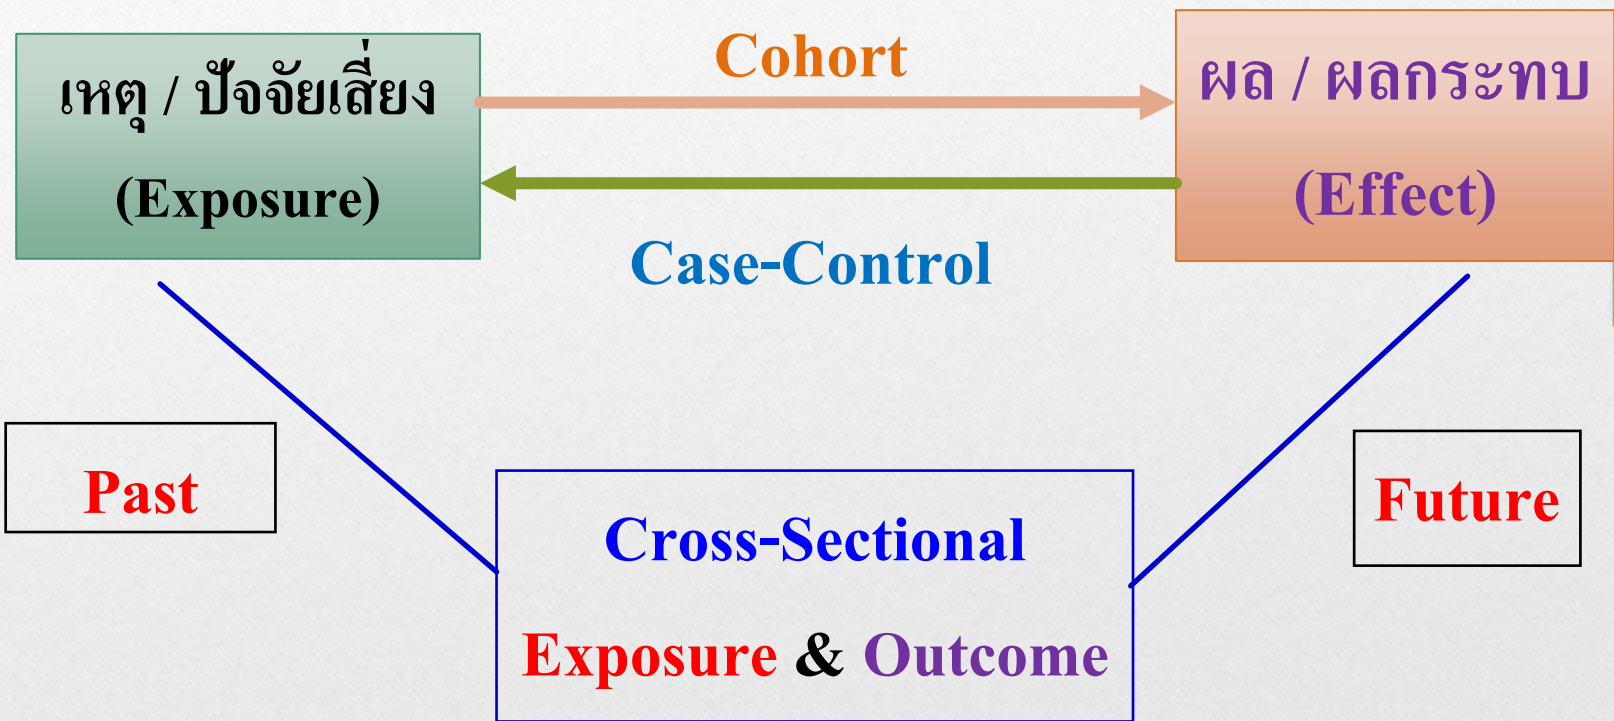 เหตุ / ปัจจัยเสี่ยง
(Exposure)
Cohort
Case-Control
ผล / ผลกระทบ
(Effect)
Past
Cross-Sectional
Exposure & Outcome
Future